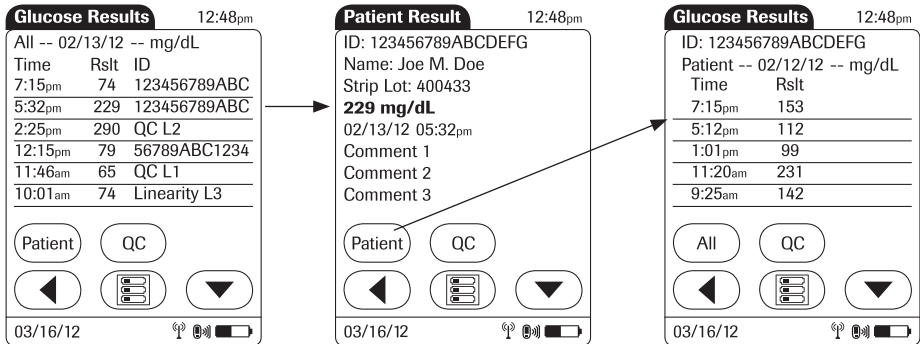 Glucose Results 12:48pm
All -- 02/13/12 -- mg/dL
Time Rslt ID
7:15pm 74 123456789ABC
5:32pm 229 123456789ABC
2:25pm 290 QC L2
12:15pm 79 56789ABC1234
11:46am 65 QC L1
10:01am 74 Linearity L3
Patient QC
03/16/12
Patient Result 12:48pm
ID: 123456789ABCDEFG
Name: Joe M. Doe
Strip Lot: 400433
229 mg/dL
02/13/12 05:32pm
Comment 1
Comment 2
Comment 3
Patient QC
03/16/12
Glucose Results 12:48pm
ID: 123456789ABCDEFG
Patient -- 02/12/12 -- mg/dL
Time Rslt
7:15pm 153
5:12pm 112
1:01pm 99
11:20am 231
9:25am 142
All QC
03/16/12